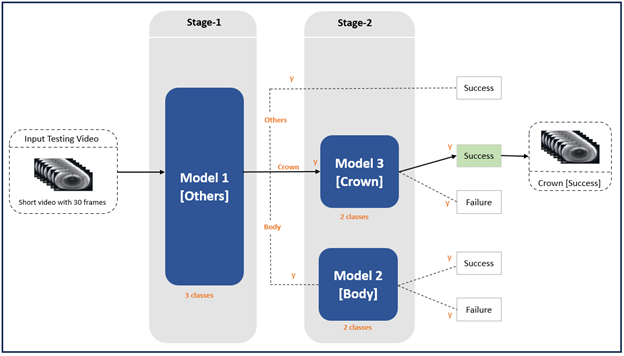 Stage-1
Stage-2
y
Success
Others
Input Testing Video
Short video with 30 frames
Model 1
[Others]
3 classes
Crown
y
Model 3
[Crown]
2 classes
y
Success
Crown [Success]
y
Failure
Body
y
Model 2
[Body]
2 classes
y
Success
y
Failure